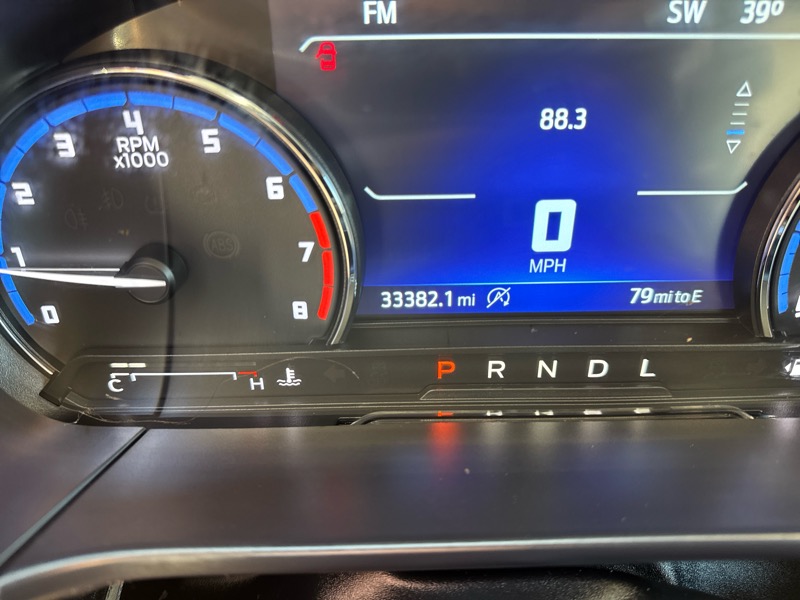 FM SW 39°
88.3
0
MPH
33382.1 mi A 79 mi to E
4
3 5
RPM
x1000
2 6
1 7
0 8
ABS
C H
P R N D L